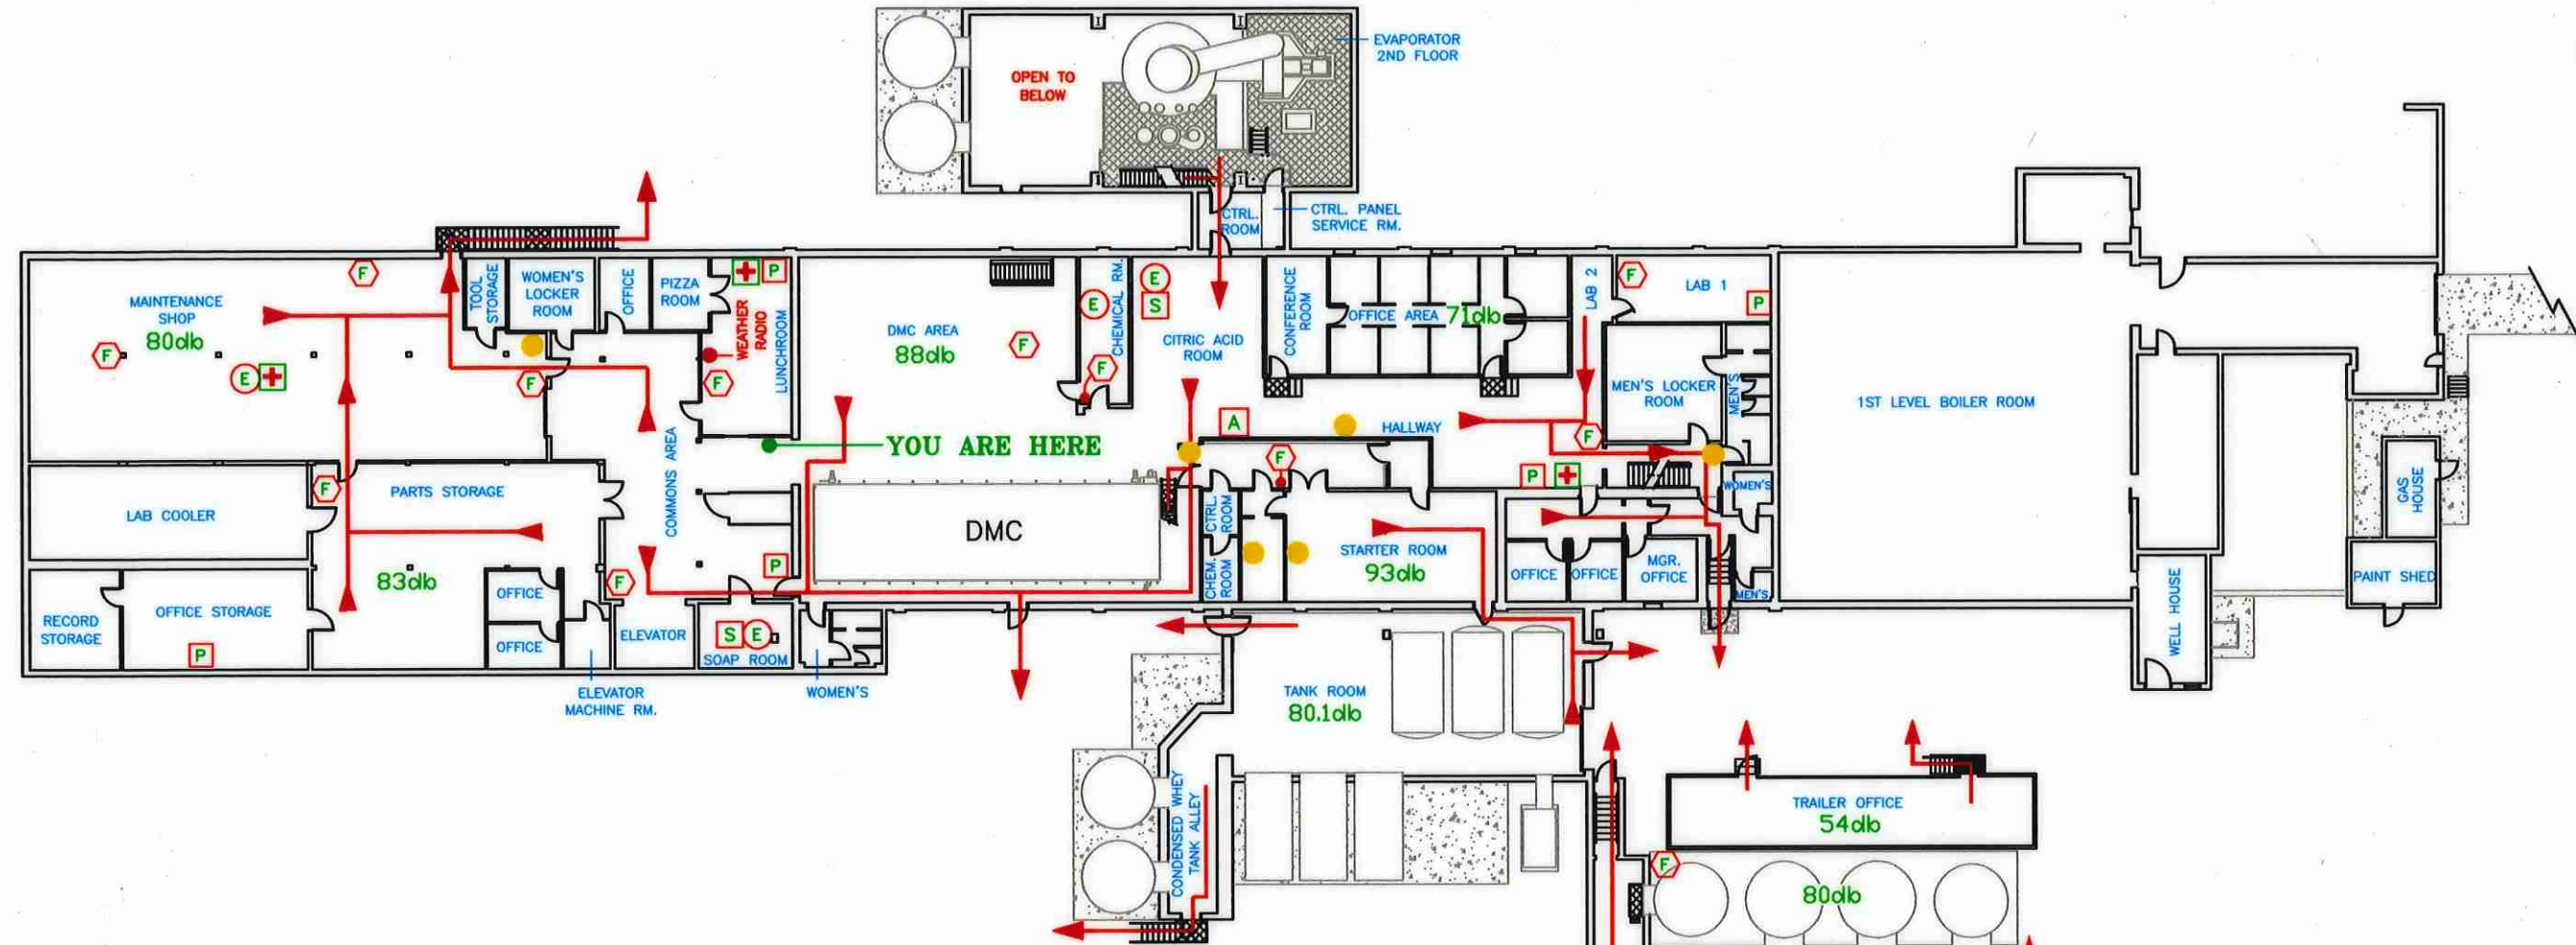 EVAPORATOR
2ND FLOOR
OPEN TO
BELOW
CTRL.
ROOM
CTRL. PANEL
SERVICE RM.
MAINTENANCE
SHOP
80db
F
F
E
TOOL
STORAGE
WOMEN'S
LOCKER
ROOM
OFFICE
PIZZA
ROOM
P
WEATHER
RADIO
LUNCHROOM
F
F
DMC AREA
88db
F
CHEMICAL RM.
E
F
E
S
CITRIC ACID
ROOM
CONFERENCE
ROOM
OFFICE AREA
71db
LAB 2
F
LAB 1
P
MEN'S LOCKER
ROOM
MEN'S
1ST LEVEL BOILER ROOM
A
HALLWAY
F
YOU ARE HERE
COMMONS AREA
LAB COOLER
F
PARTS STORAGE
83db
RECORD
STORAGE
OFFICE STORAGE
P
OFFICE
OFFICE
F
ELEVATOR
ELEVATOR
MACHINE RM.
P
S
E
SOAP ROOM
WOMEN'S
DMC
CTRL.
ROOM
CHEM.
ROOM
F
STARTER ROOM
93db
P
OFFICE
OFFICE
MGR.
OFFICE
WOMEN'S
MEN'S
GAS
HOUSE
PAINT SHED
WELL HOUSE
TANK ROOM
80.1db
CONDENSED WHEY
TANK ALLEY
TRAILER OFFICE
54db
F
80db